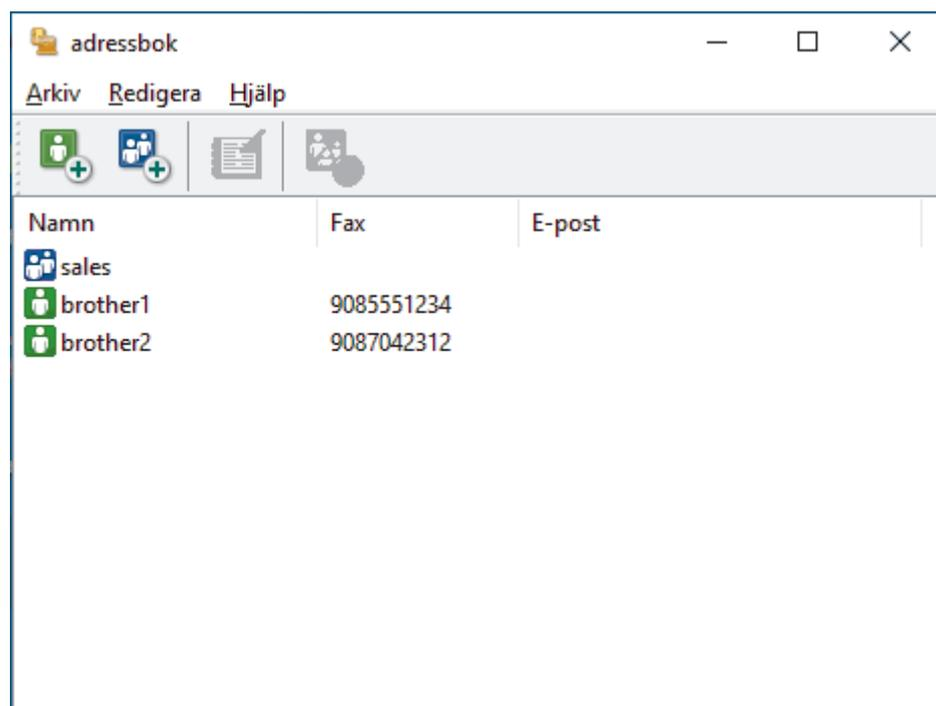 adressbok
Arkiv Redigera Hjälp
Namn Fax E-post
sales
brother1 9085551234
brother2 9087042312